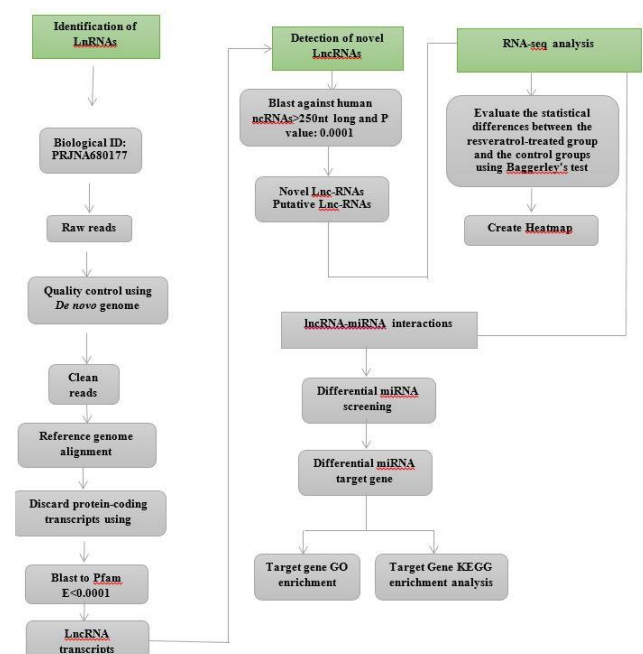 Identification of
LnRNAs
Biological ID:
PRJNA680177
Raw reads
Quality control using
De novo genome
Clean
reads
Reference genome
alignment
Discard protein-coding
transcripts using
Blast to Pfam
E<0.0001
LncRNA
transcripts
Detection of novel
LncRNAs
Blast against human
ncRNAs>250nt long and P
value: 0.0001
Novel Lnc-RNAs
Putative Lnc-RNAs
RNA-seq analysis
Evaluate the statistical
differences between the
resveratrol-treated group
and the control groups
using Baggerley's test
Create Heatmap
lncRNA-miRNA interactions
Differential miRNA
screening
Differential miRNA
target gene
Target gene GO
enrichment
Target Gene KEGG
enrichment analysis